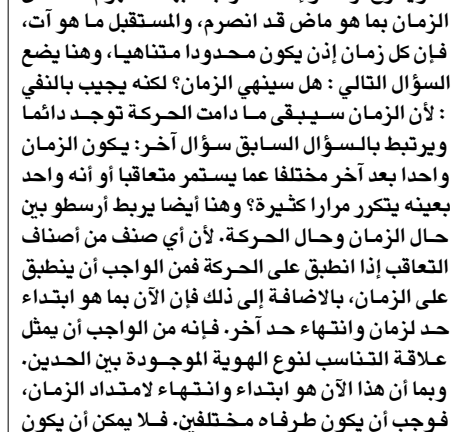 الزمان بما هو ماض قد انصرم، والمستقبل ما هو آت،
فإن كل زمان إذن يكون محدودا متناهيا، وهنا يضع
السؤال التالي : هل سينهي الزمان؟ لكنه يجيب بالنفي
: لأن الزمان سيبقى ما دامت الحركة توجد دائما
ويرتبط بالسؤال السابق سؤال آخر: يكون الزمان
واحدا بعد آخر مختلفا عما يستمر متعاقبا أو أنه واحد
بعينه يتكرر مرارا كثيرة؟ وهنا أيضا يربط أرسطو بين
حال الزمان وحال الحركة. لأن أي صنف من أصناف
التعاقب إذا انطبق على الحركة فمن الواجب أن ينطبق
على الزمان، بالاضافة إلى ذلك فإن الآن بما هو ابتداء
حد لزمان وانتهاء حد آخر. فإنه من الواجب أن يمثل
علاقة التناسب لنوع الهوية الموجودة بين الحدين.
وبما أن هذا الآن هو ابتداء وانتهاء لامتداد الزمان،
فوجب أن يكون طرفاه مختلفين. فلا يمكن أن يكون